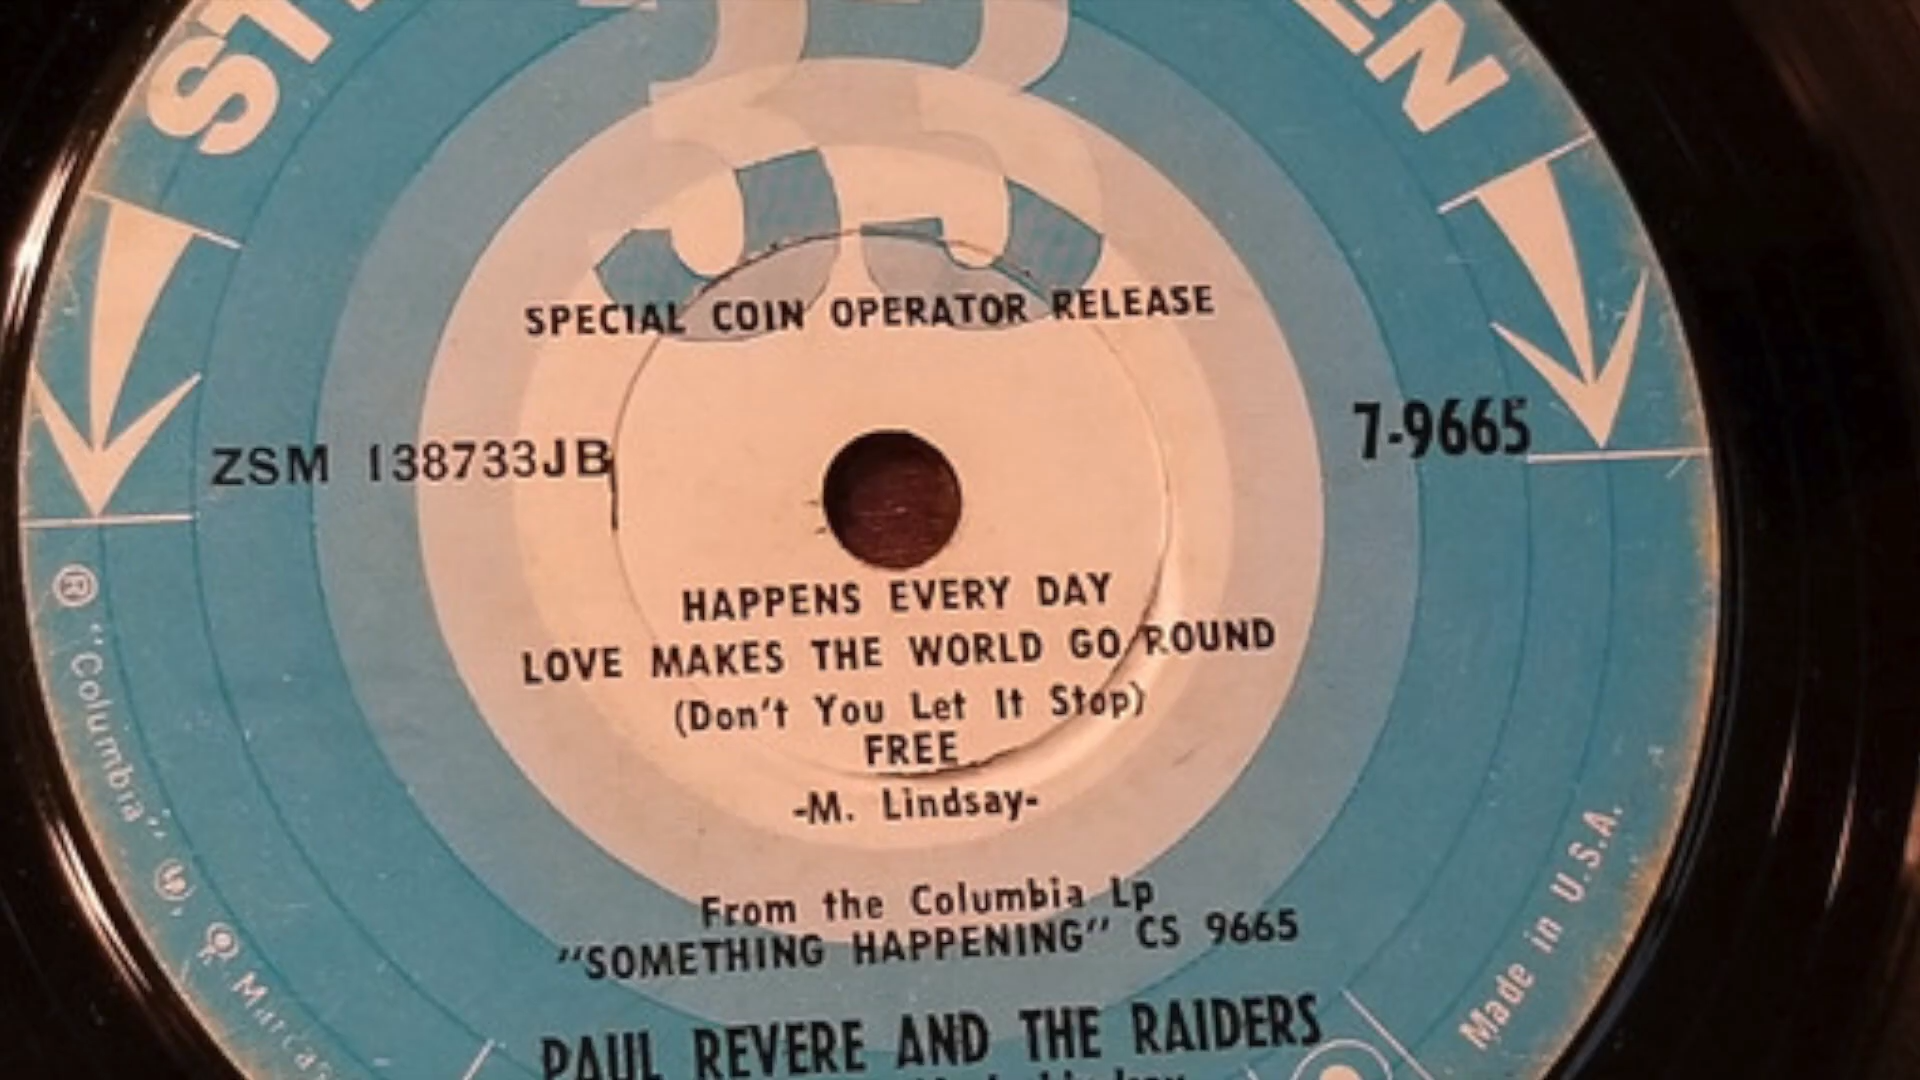 33
SPECIAL COIN OPERATOR RELEASE
ZSM 138733JB
7-9665
HAPPENS EVERY DAY
LOVE MAKES THE WORLD GO ROUND
(Don't You Let It Stop)
FREE
-M. Lindsay-
From the Columbia Lp
"SOMETHING HAPPENING" CS 9665
PAUL REVERE AND THE RAIDERS
® "Columbia"
Made in U.S.A.